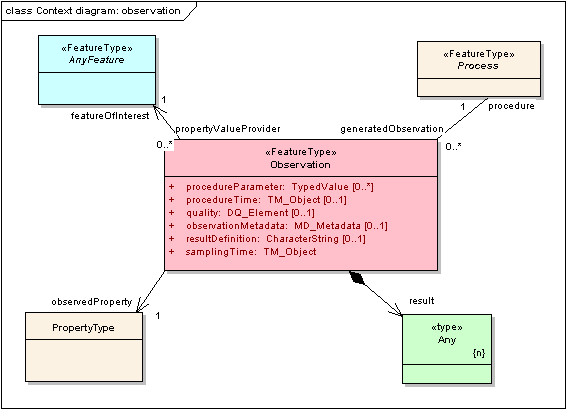 class Context diagram: observation
«FeatureType»
AnyFeature
«FeatureType»
Process
1
featureOfInterest
1
procedure
propertyValueProvider
generatedObservation
0..*
0..*
«FeatureType»
Observation
+ procedureParameter: TypedValue [0..*]
+ procedureTime: TM_Object [0..1]
+ quality: DQ_Element [0..1]
+ observationMetadata: MD_Metadata [0..1]
+ resultDefinition: CharacterString [0..1]
+ samplingTime: TM_Object
observedProperty
1
result
PropertyType
«type»
Any
{n}